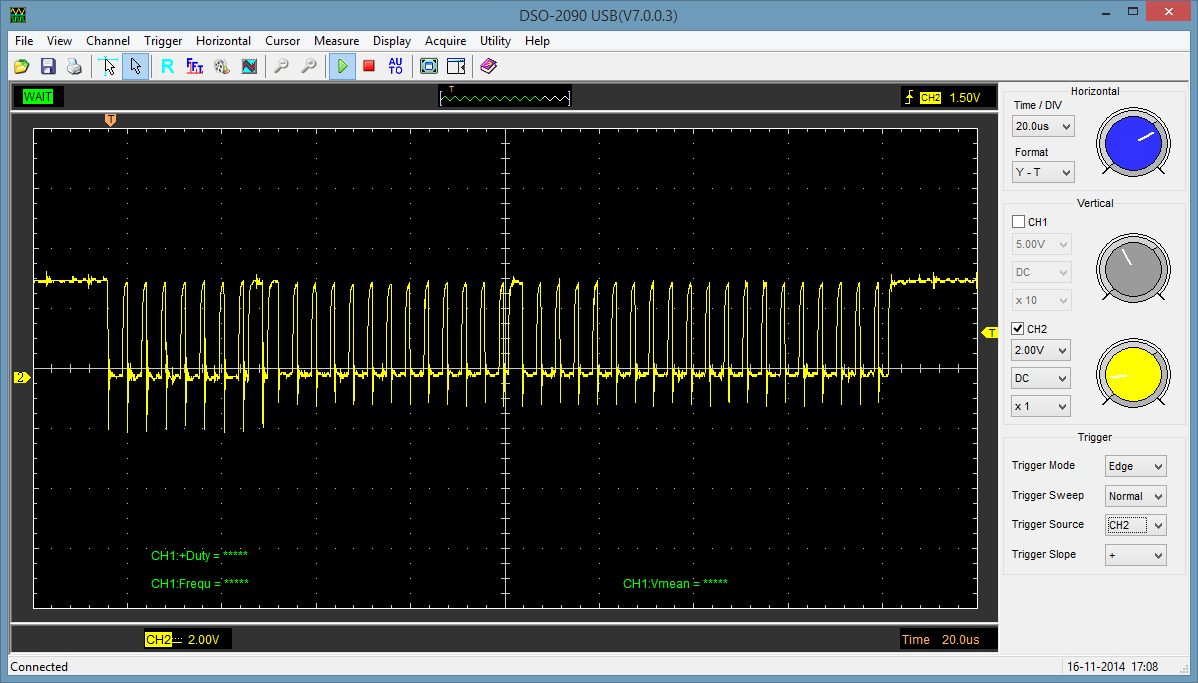 DSO-2090 USB(V7.0.0.3)
File View Channel Trigger Horizontal Cursor Measure Display Acquire Utility Help
R FFT AU TO
WAIT
T
CH2 1.50V
T
2
T
CH1:+Duty = *****
CH1:Frequ = *****
CH1:Vmean = *****
CH2 2.00V
Time 20.0us
Horizontal
Time / DIV
20.0us
Format
Y - T
Vertical
CH1
5.00V
DC
x 10
CH2
2.00V
DC
x 1
Trigger
Trigger Mode Edge
Trigger Sweep Normal
Trigger Source CH2
Trigger Slope +
Connected
16-11-2014 17:08